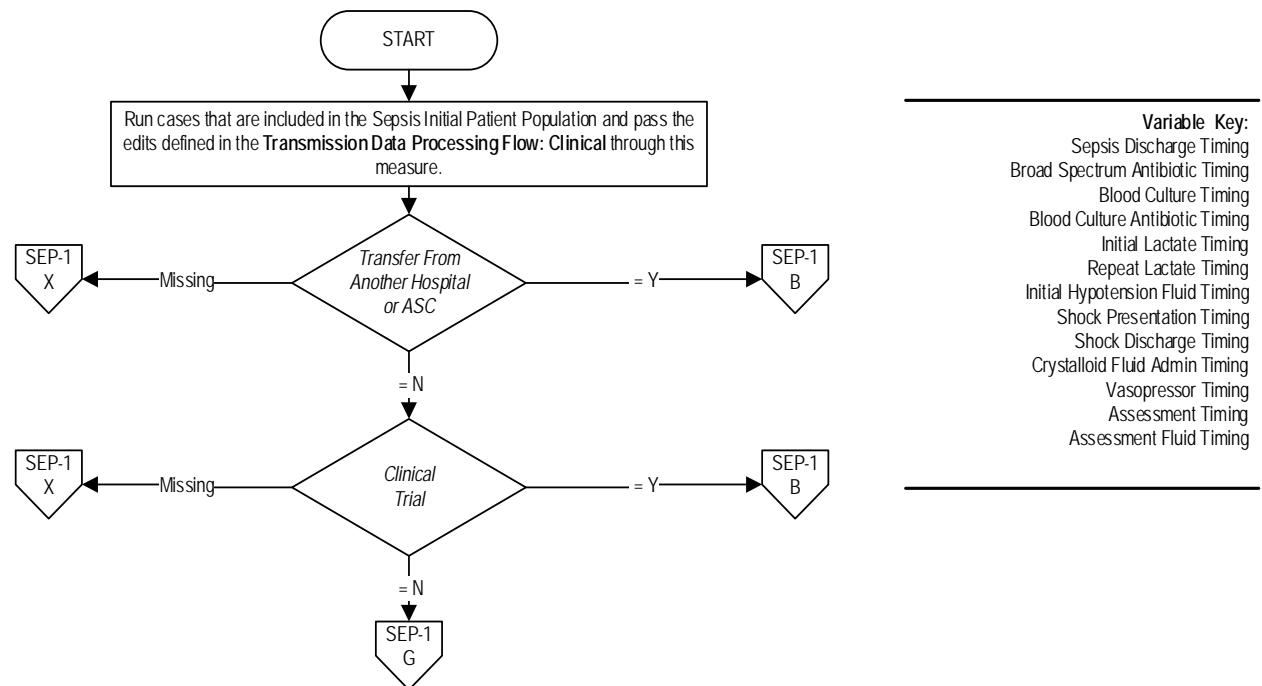 START
Run cases that are included in the Sepsis Initial Patient Population and pass the
edits defined in the Transmission Data Processing Flow: Clinical through this
measure.
Transfer From
Another Hospital
or ASC
Missing
SEP-1
X
= Y
SEP-1
B
= N
Clinical
Trial
Missing
SEP-1
X
= Y
SEP-1
B
= N
SEP-1
G
Variable Key:
Sepsis Discharge Timing
Broad Spectrum Antibiotic Timing
Blood Culture Timing
Blood Culture Antibiotic Timing
Initial Lactate Timing
Repeat Lactate Timing
Initial Hypotension Fluid Timing
Shock Presentation Timing
Shock Discharge Timing
Crystalloid Fluid Admin Timing
Vasopressor Timing
Assessment Timing
Assessment Fluid Timing